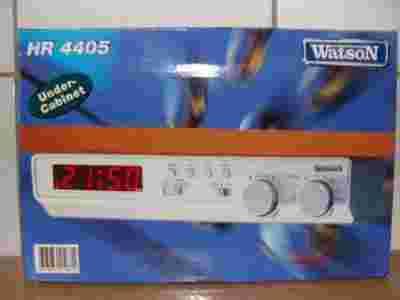 HR 4405
WATSON
Under-
Cabinet
21:50